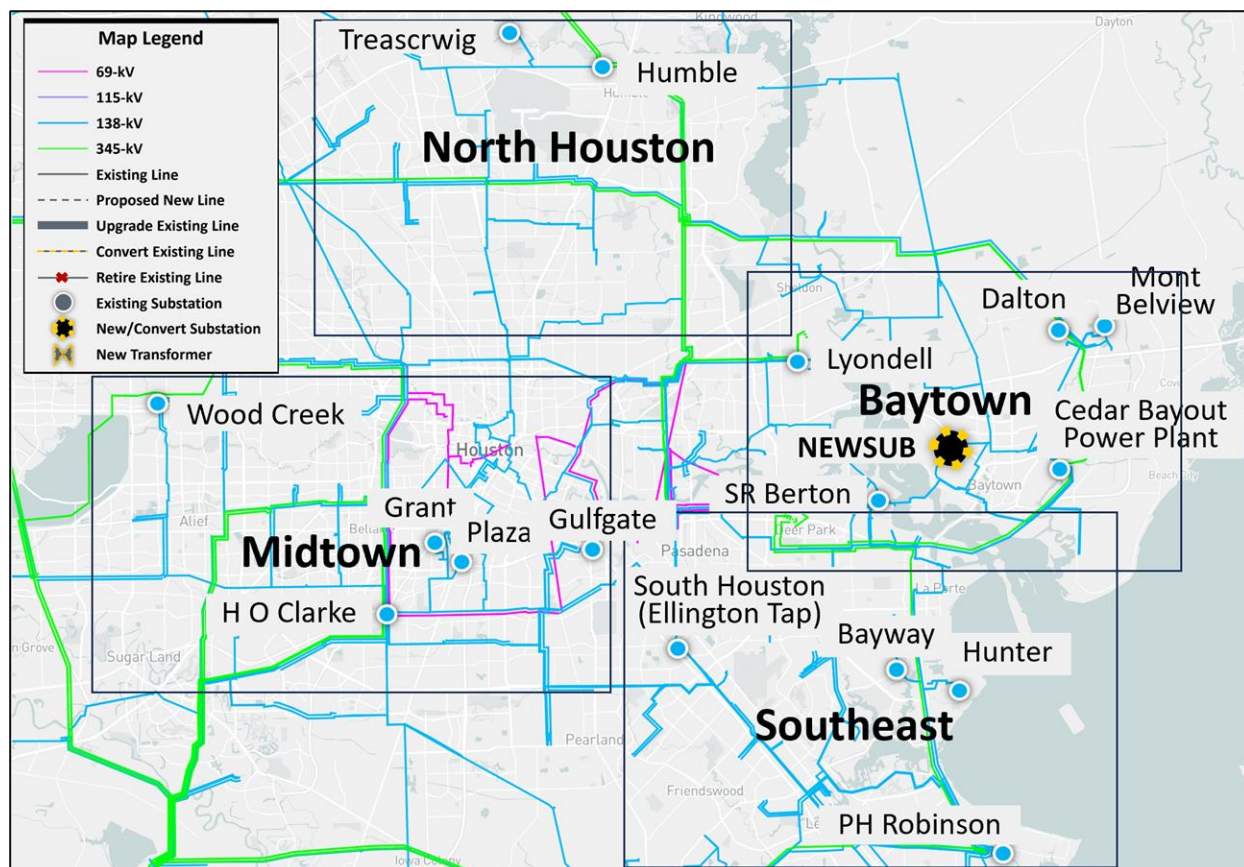 Map Legend
69-kV
115-kV
138-kV
345-kV
Existing Line
Proposed New Line
Upgrade Existing Line
Convert Existing Line
Retire Existing Line
Existing Substation
New/Convert Substation
New Transformer
Kingwood
Dayton
Treascrwig
Humble
Humble
North Houston
Sheldon
Mont
Belview
Dalton
Lyondell
Baytown
Cove
Wood Creek
Cedar Bayout
Power Plant
NEWSUB
Houston
Beach City
Baytown
SR Berton
Alief
Grant
Plaza
Gulfgate
Deer Park
Midtown
Pasadena
La Porte
South Houston
(Ellington Tap)
H O Clarke
Bayway
Hunter
Sugar Land
Southeast
Pearland
Friendswood
PH Robinson
Iowa Colony